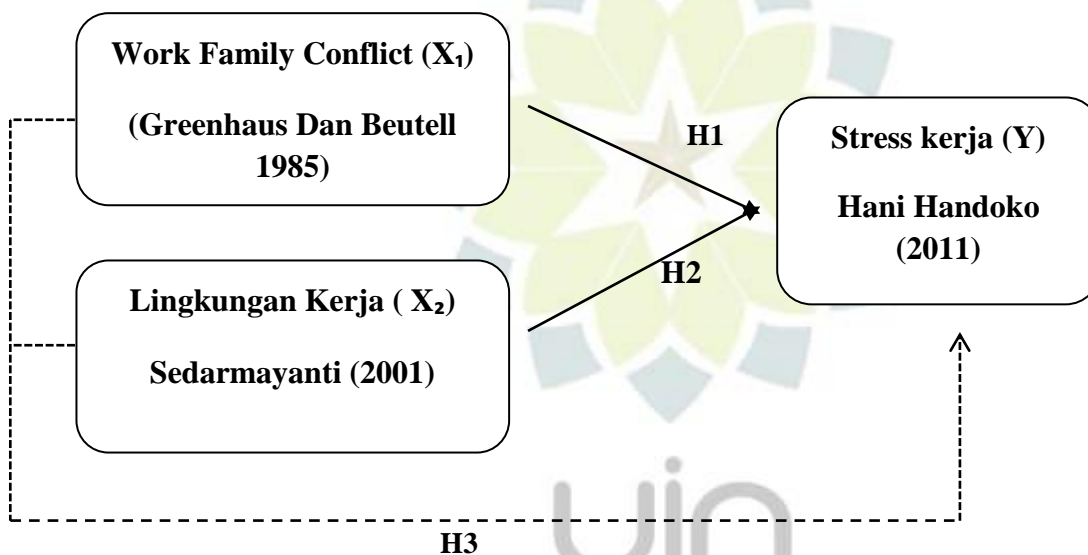 Work Family Conflict (X₁)
(Greenhaus Dan Beutell
1985)
H1
Stress kerja (Y)
Hani Handoko
(2011)
H2
Lingkungan Kerja ( X₂)
Sedarmayanti (2001)
uin
H3